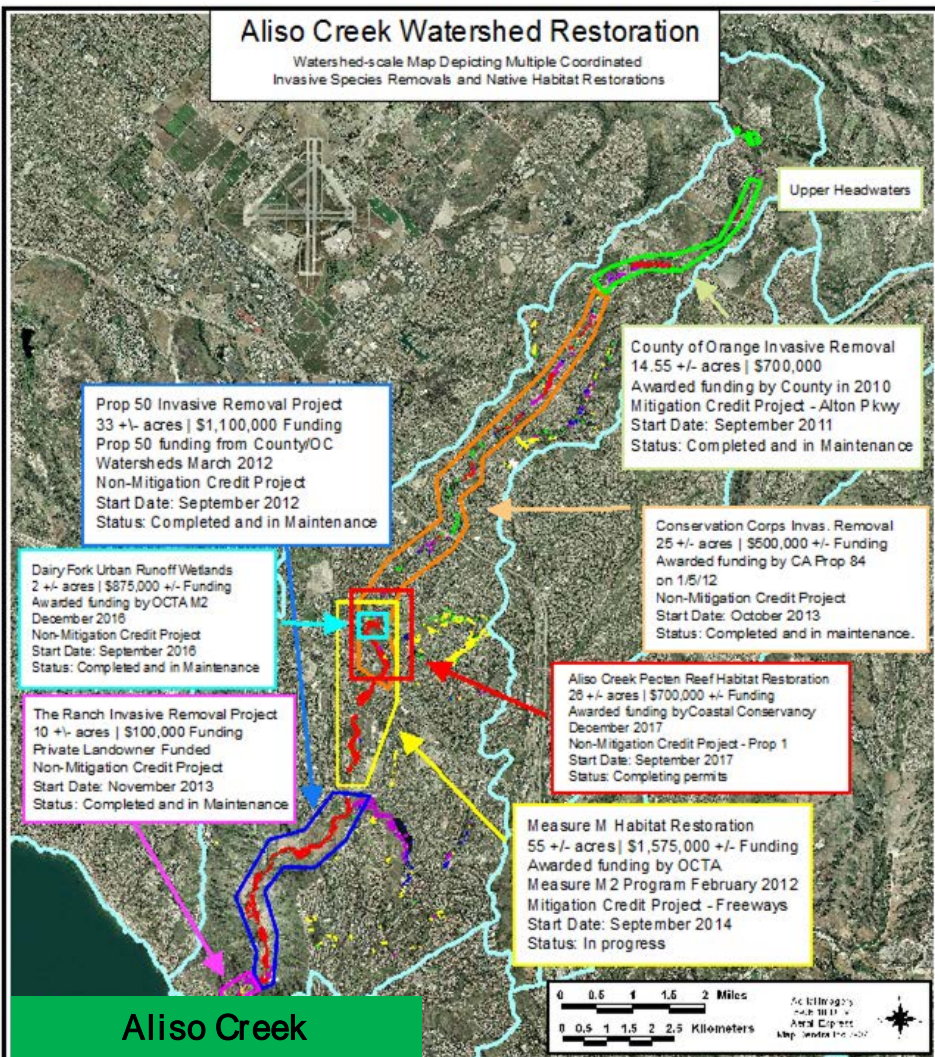 Aliso Creek Watershed Restoration
Watershed-scale Map Depicting Multiple Coordinated
Invasive Species Removals and Native Habitat Restorations
Upper Headwaters
County of Orange Invasive Removal
14.55 +/- acres | $700,000
Awarded funding by County in 2010
Mitigation Credit Project - Alton Pkwy
Start Date: September 2011
Status: Completed and in Maintenance
Prop 50 Invasive Removal Project
33 +\- acres | $1,100,000 Funding
Prop 50 funding from County/OC
Watersheds March 2012
Non-Mitigation Credit Project
Start Date: September 2012
Status: Completed and in Maintenance
Conservation Corps Invas. Removal
25 +/- acres | $500,000 +/- Funding
Awarded funding by CA Prop 84
on 1/5/12
Non-Mitigation Credit Project
Start Date: October 2013
Status: Completed and in maintenance.
Dairy Fork Urban Runoff Wetlands
2 +/- acres | $875,000 +/- Funding
Awarded funding by OCTA M2
December 2016
Non-Mitigation Credit Project
Start Date: September 2016
Status: Completed and in Maintenance
Aliso Creek Pecten Reef Habitat Restoration
26 +/- acres | $700,000 +/- Funding
Awarded funding by Coastal Conservancy
December 2017
Non-Mitigation Credit Project - Prop 1
Start Date: September 2017
Status: Completing permits
The Ranch Invasive Removal Project
10 +\- acres | $100,000 Funding
Private Landowner Funded
Non-Mitigation Credit Project
Start Date: November 2013
Status: Completed and in Maintenance
Measure M Habitat Restoration
55 +/- acres | $1,575,000 +/- Funding
Awarded funding by OCTA
Measure M2 Program February 2012
Mitigation Credit Project - Freeways
Start Date: September 2014
Status: In progress
0 0.5 1 1.5 2 Miles
0 0.5 1 1.5 2 2.5 Kilometers
Aerial Imagery
Aerial Express
Aliso Creek